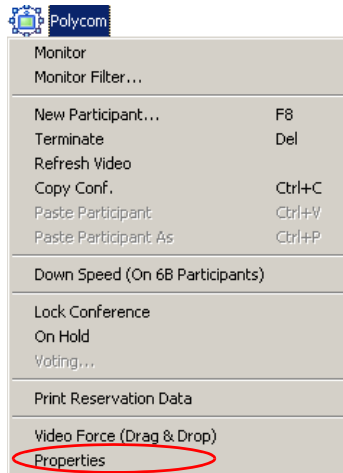 Polycom
Monitor
Monitor Filter...
New Participant... F8
Terminate Del
Refresh Video
Copy Conf. Ctrl+C
Paste Participant Ctrl+V
Paste Participant As Ctrl+P
Down Speed (On 6B Participants)
Lock Conference
On Hold
Voting...
Print Reservation Data
Video Force (Drag & Drop)
Properties